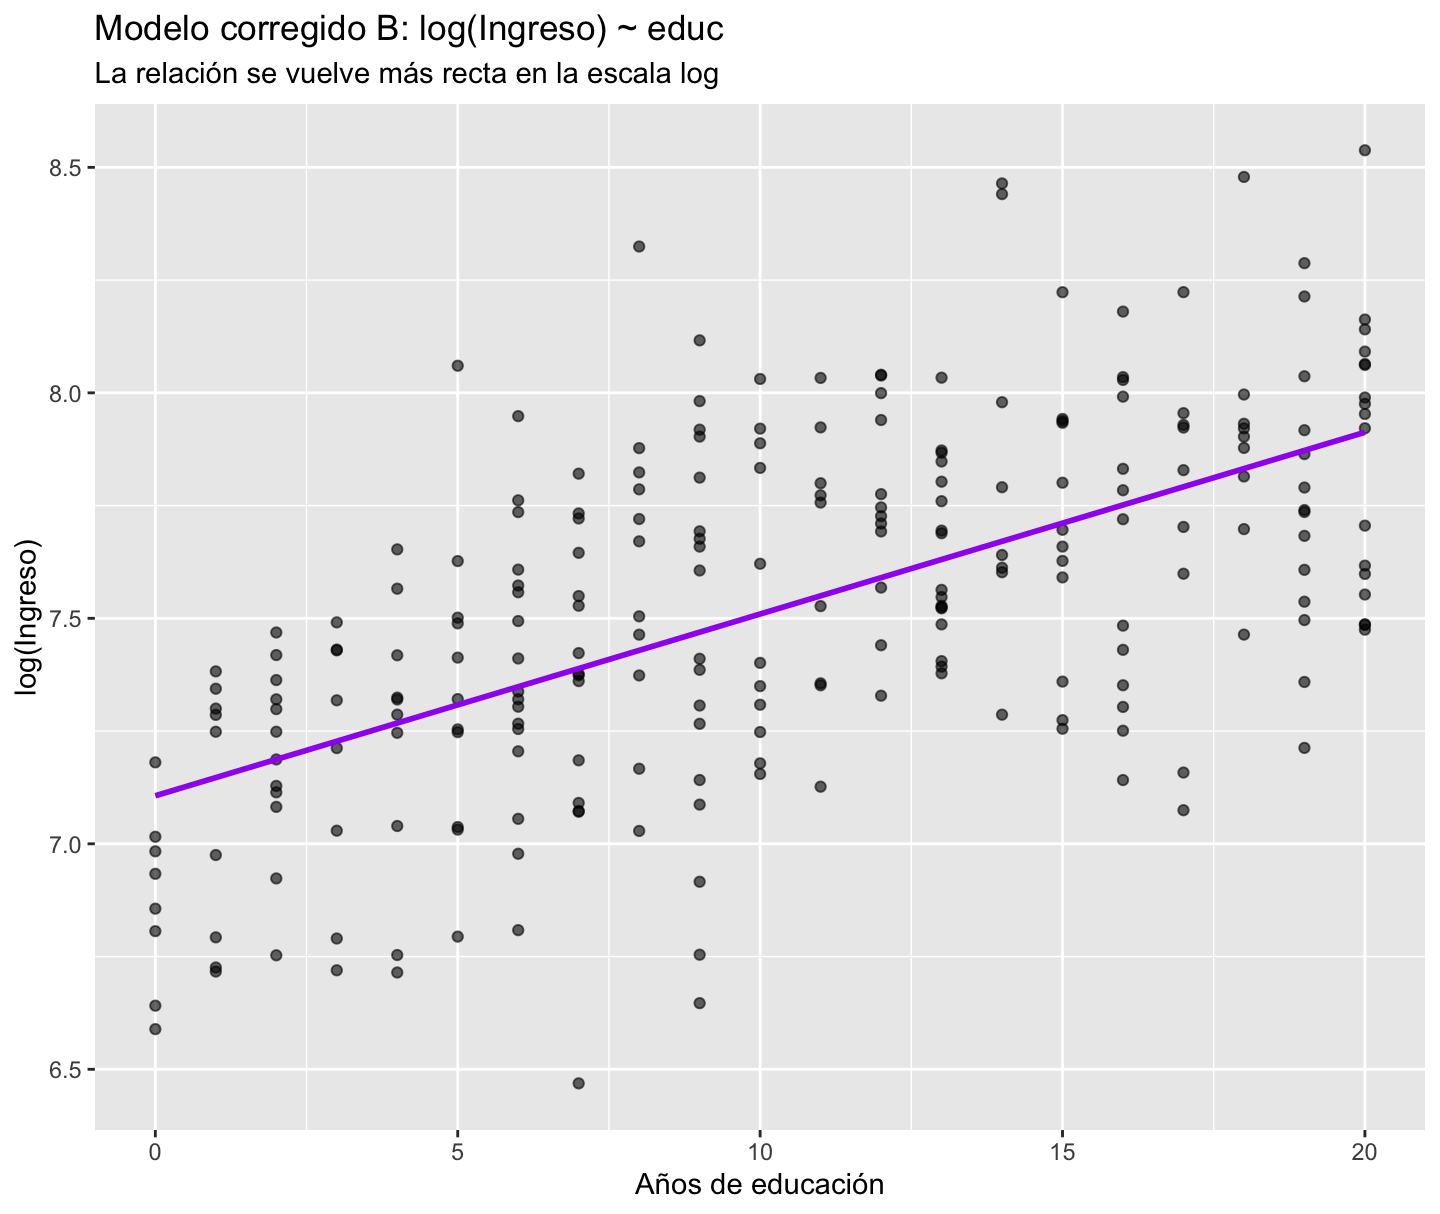 Modelo corregido B: log(Ingreso) ~ educ
La relación se vuelve más recta en la escala log
log(Ingreso)
8.5
8.0
7.5
7.0
6.5
0 5 10 15 20
Años de educación